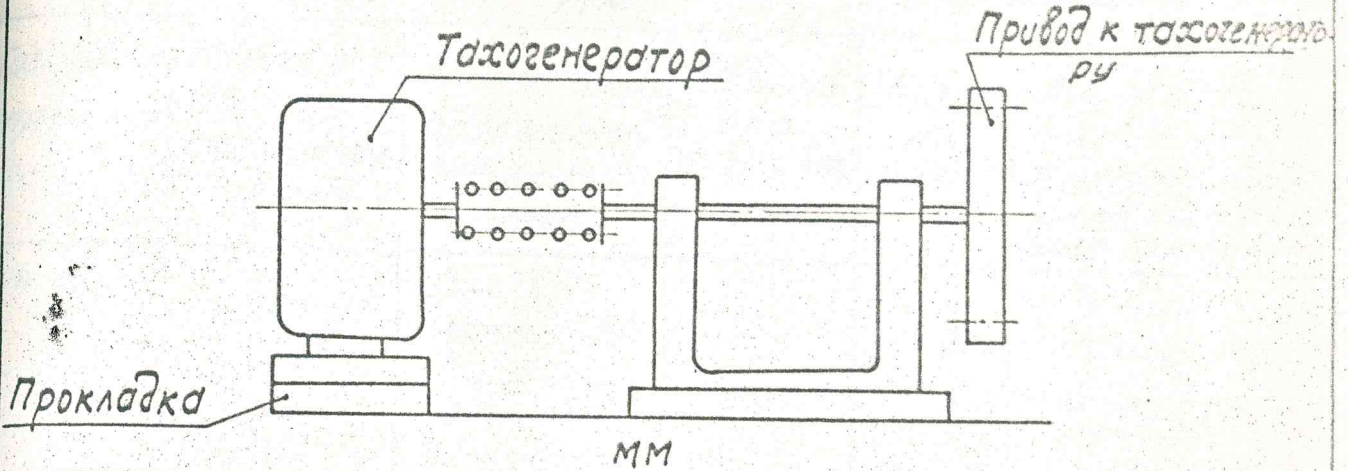 Тахогенератор
Привод к тахогенерато-
ру
Прокладка
мм